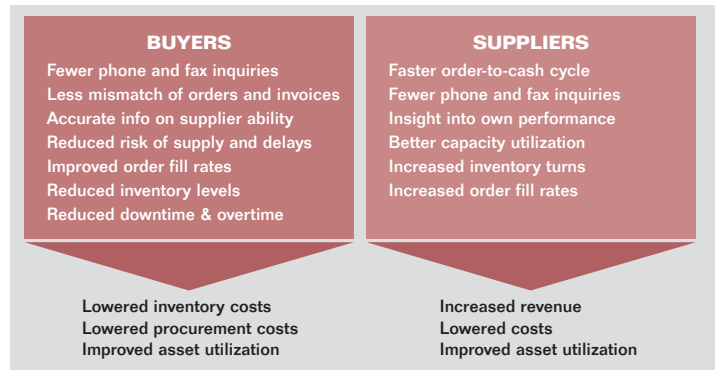 BUYERS
Fewer phone and fax inquiries
Less mismatch of orders and invoices
Accurate info on supplier ability
Reduced risk of supply and delays
Improved order fill rates
Reduced inventory levels
Reduced downtime & overtime
Lowered inventory costs
Lowered procurement costs
Improved asset utilization
SUPPLIERS
Faster order-to-cash cycle
Fewer phone and fax inquiries
Insight into own performance
Better capacity utilization
Increased inventory turns
Increased order fill rates
Increased revenue
Lowered costs
Improved asset utilization